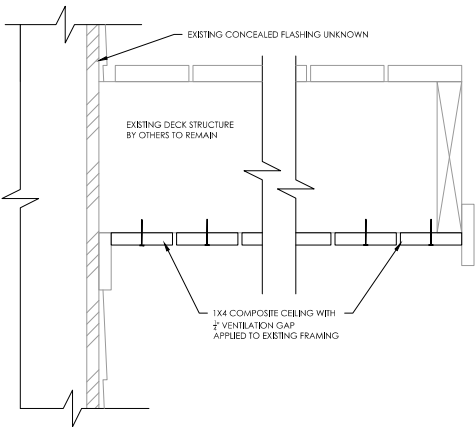 EXISTING CONCEALED FLASHING UNKNOWN
EXISTING DECK STRUCTURE
BY OTHERS TO REMAIN
1X4 COMPOSITE CEILING WITH
¼" VENTILATION GAP
APPLIED TO EXISTING FRAMING